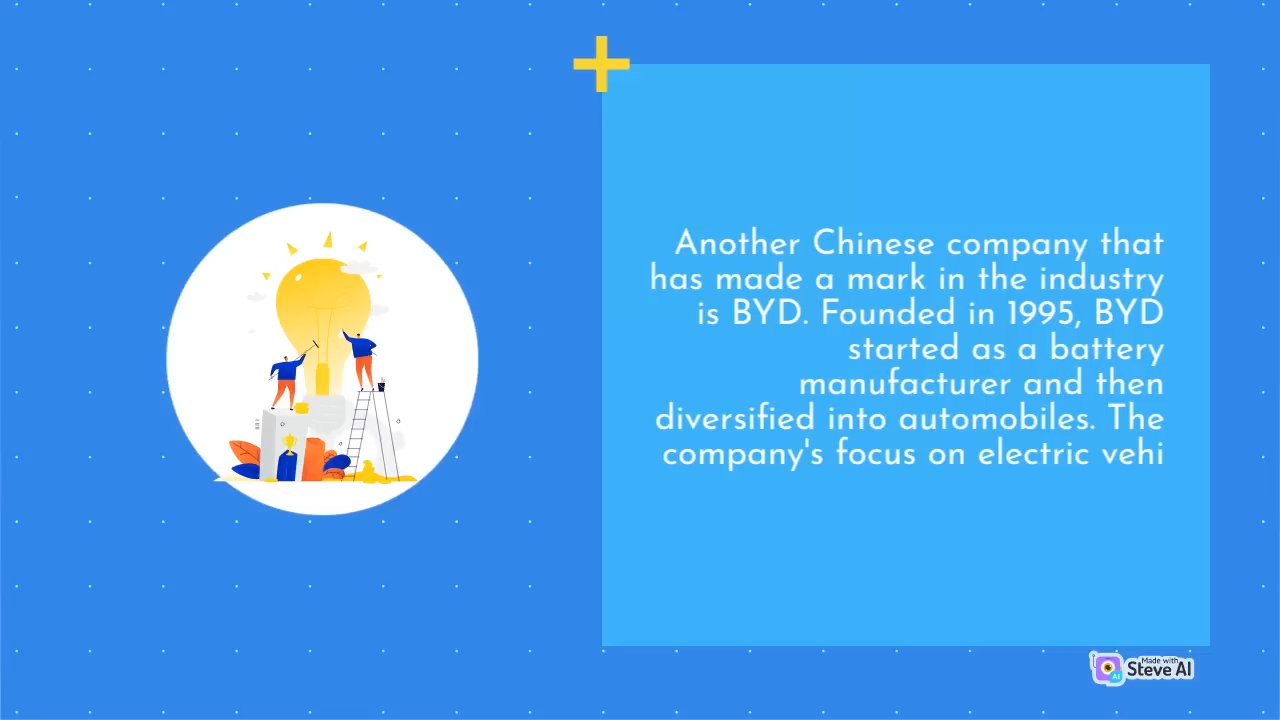 Another Chinese company that
has made a mark in the industry
is BYD. Founded in 1995, BYD
started as a battery
manufacturer and then
diversified into automobiles. The
company's focus on electric vehi
Made with
Steve AI
AI